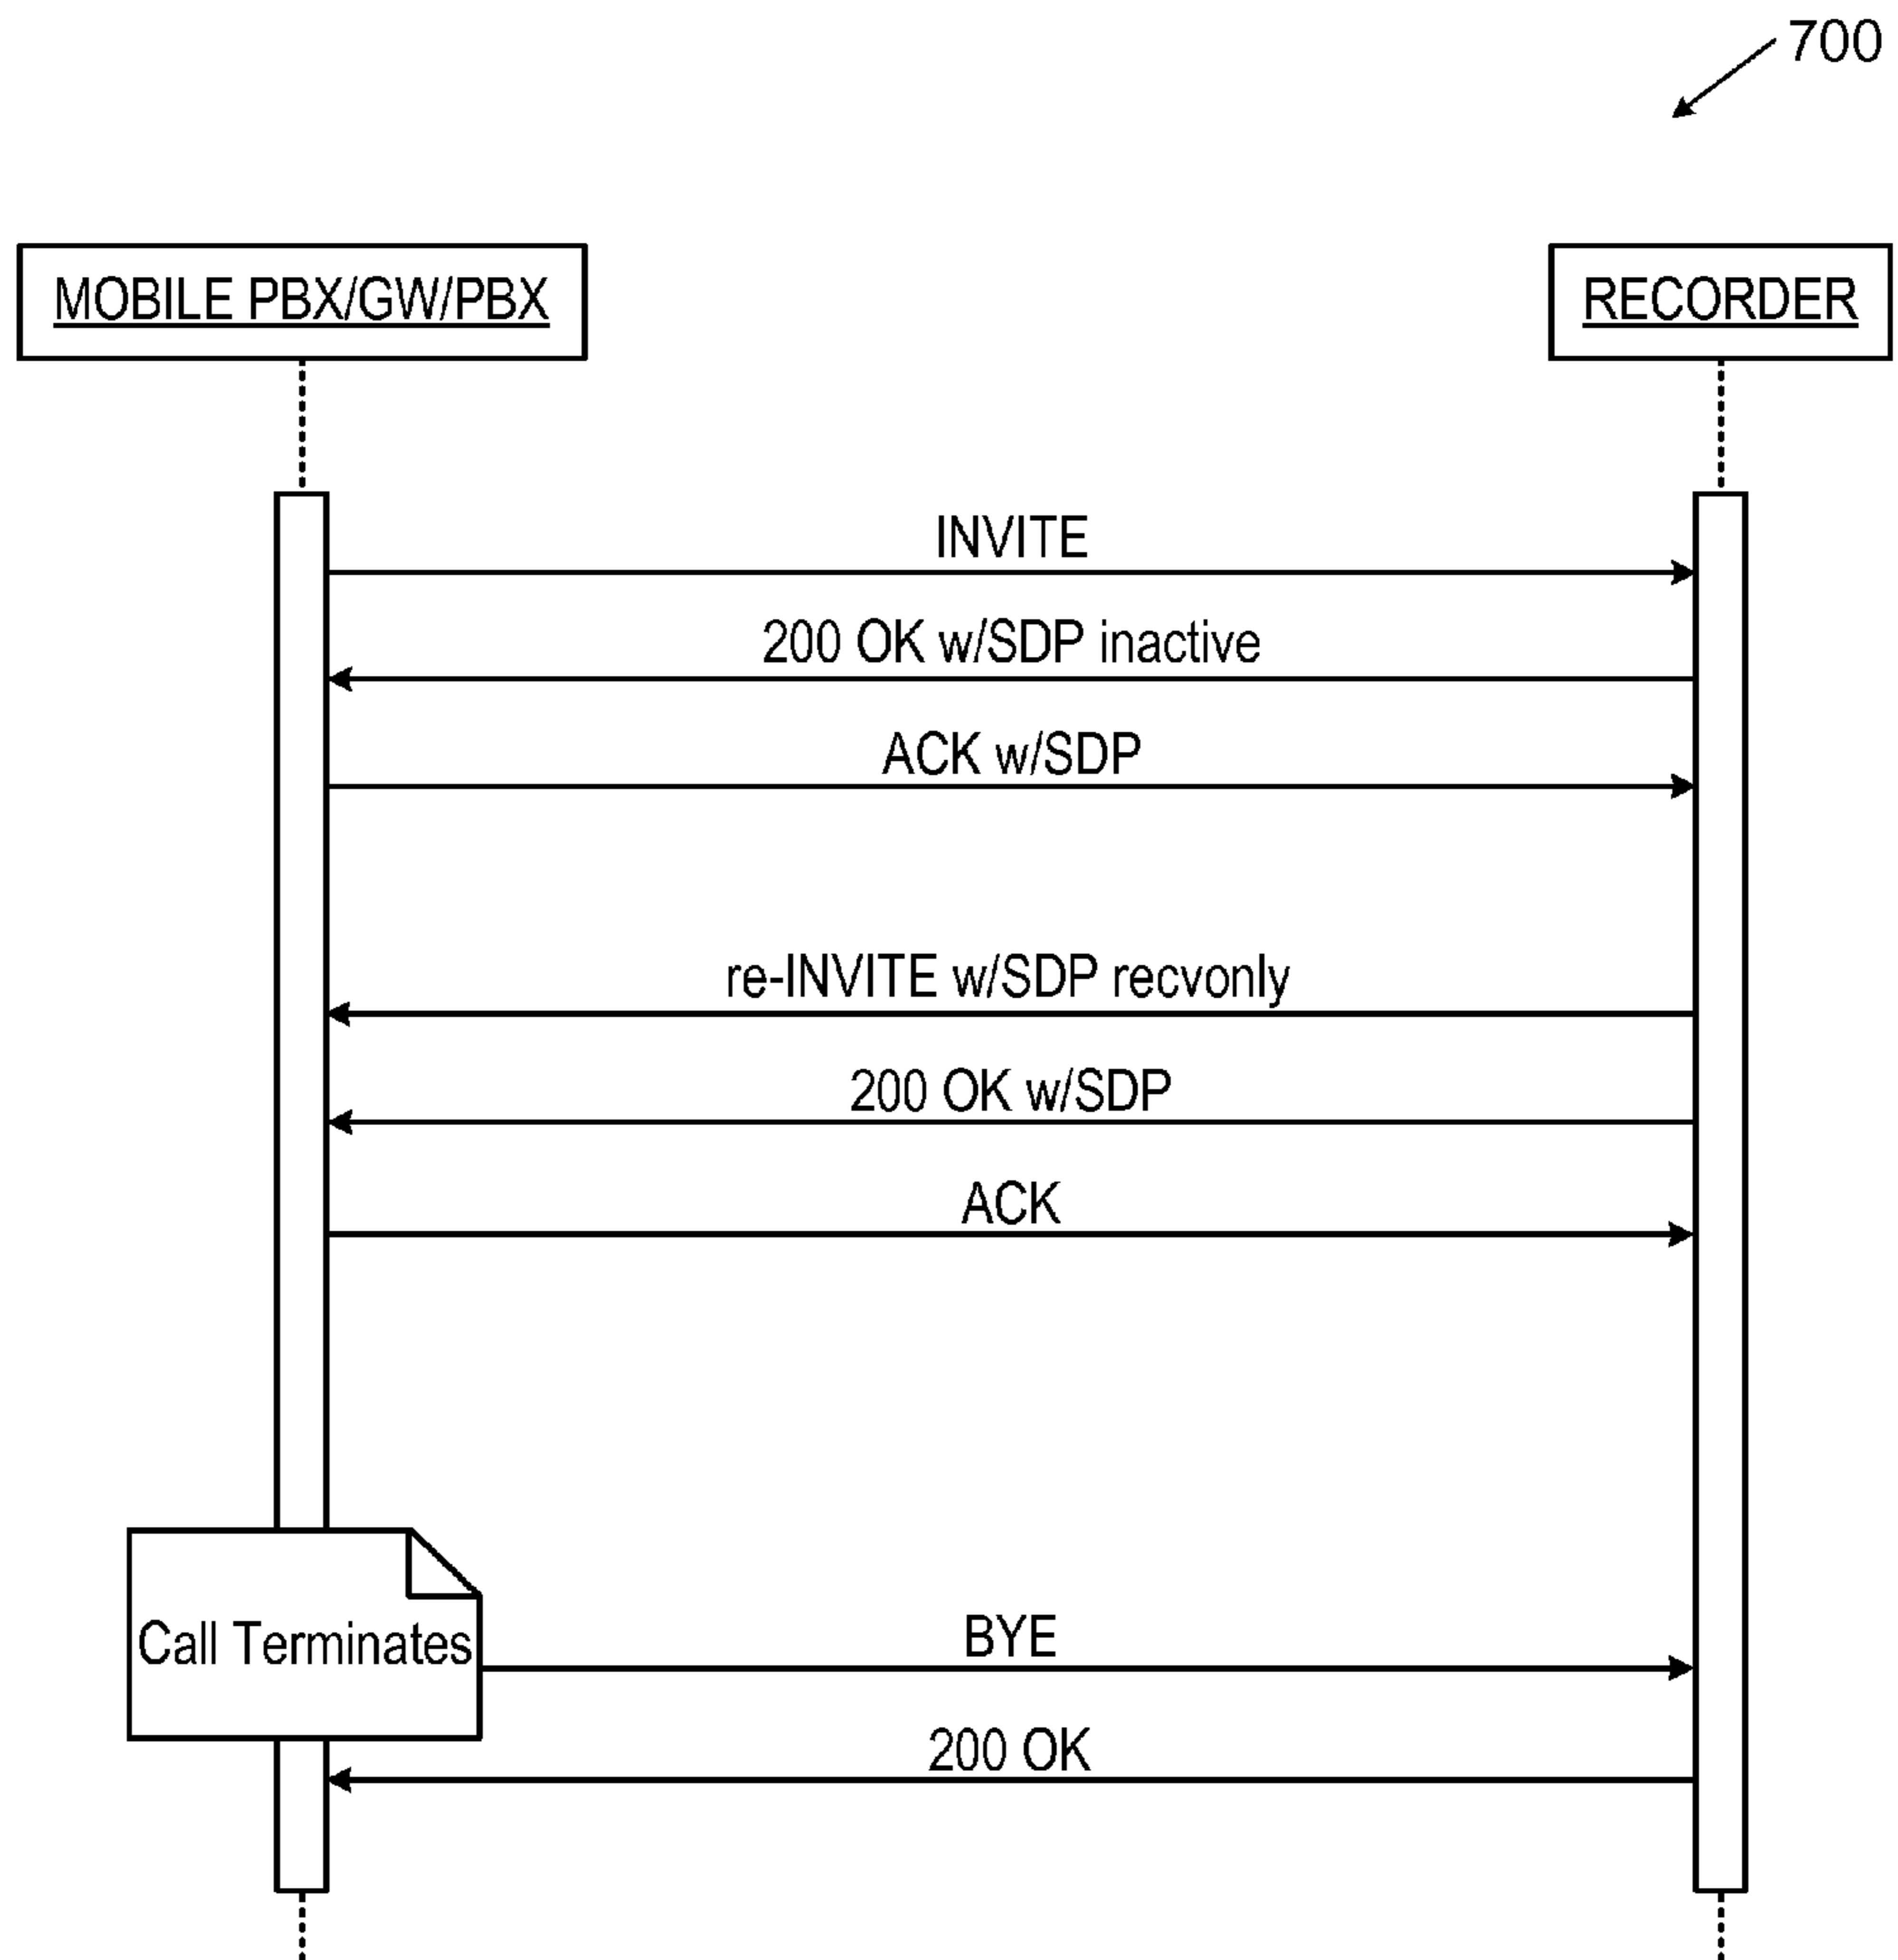 700
MOBILE PBX/GW/PBX
RECORDER
INVITE
200 OK w/SDP inactive
ACK w/SDP
re-INVITE w/SDP recvonly
200 OK w/SDP
ACK
Call Terminates
BYE
200 OK